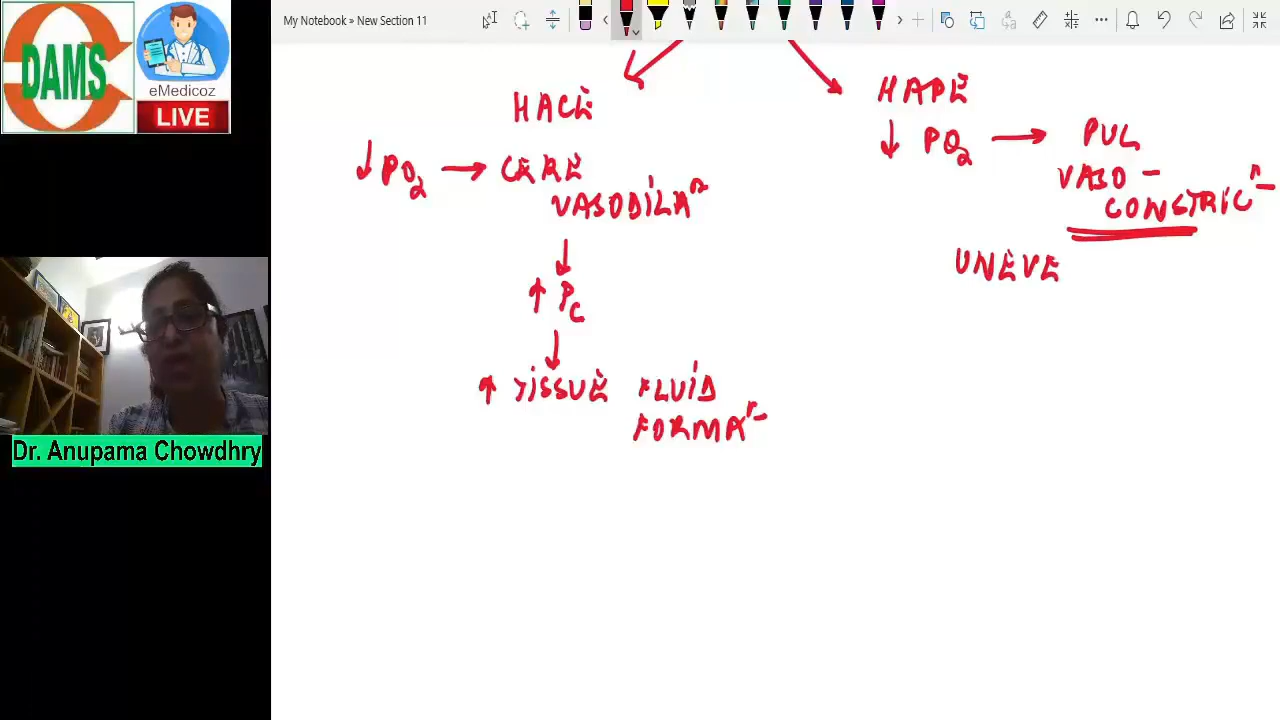 DAMS
eMedicoz
LIVE
My Notebook > New Section 11
HACE
↓ PO2 → CERE
VASODILAⁿ
↓
↑ PC
↓
↑ TISSUE FLUID
FORMAⁿ
HAPE
↓ PO2 → PUL
VASO -
CONSTRICⁿ
UNEVE
Dr. Anupama Chowdhry